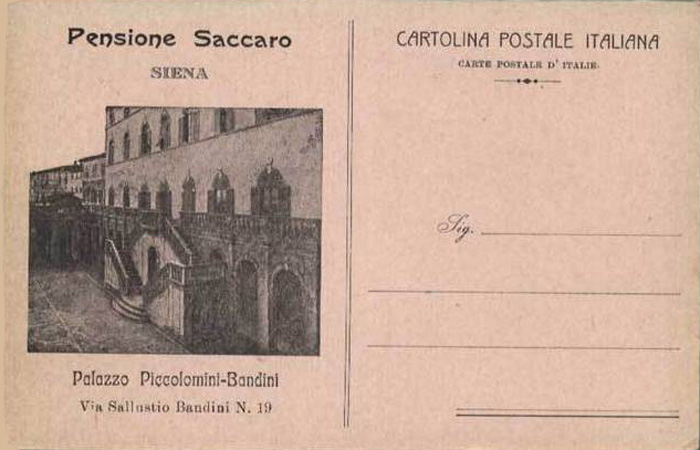 Pensione Saccaro
SIENA
Palazzo Piccolomini-Bandini
Via Sallustio Bandini N. 19
CARTOLINA POSTALE ITALIANA
CARTE POSTALE D' ITALIE.
Sig.